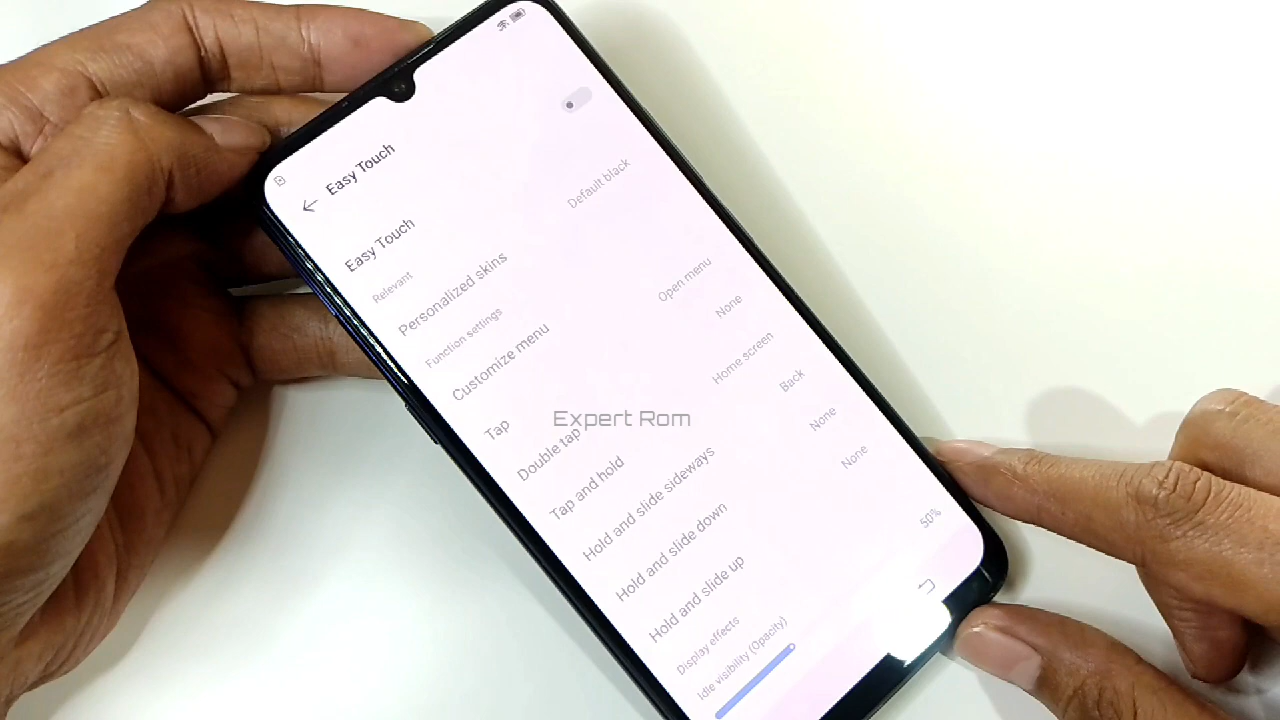 Easy Touch
Easy Touch
Relevant
Personalized skins Default black
Function settings
Customize menu
Tap Open menu
Double tap None
Tap and hold Home screen
Hold and slide sideways Back
Hold and slide down None
Hold and slide up None
Display effects
Idle visibility (Opacity) 50%
Expert Rom